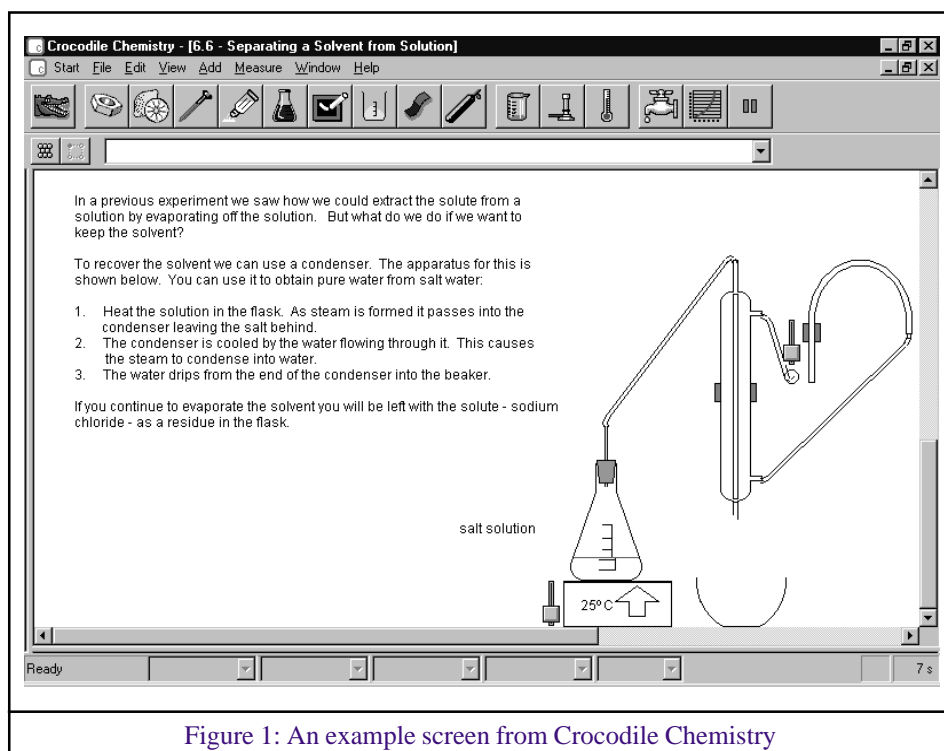 Crocodile Chemistry - [6.6 - Separating a Solvent from Solution]
Start File Edit View Add Measure Window Help
In a previous experiment we saw how we could extract the solute from a
solution by evaporating off the solution. But what do we do if we want to
keep the solvent?
To recover the solvent we can use a condenser. The apparatus for this is
shown below. You can use it to obtain pure water from salt water:
1. Heat the solution in the flask. As steam is formed it passes into the
condenser leaving the salt behind.
2. The condenser is cooled by the water flowing through it. This causes
the steam to condense into water.
3. The water drips from the end of the condenser into the beaker.
If you continue to evaporate the solvent you will be left with the solute - sodium
chloride - as a residue in the flask.
salt solution
25º C
Ready
7 s
Figure 1: An example screen from Crocodile Chemistry